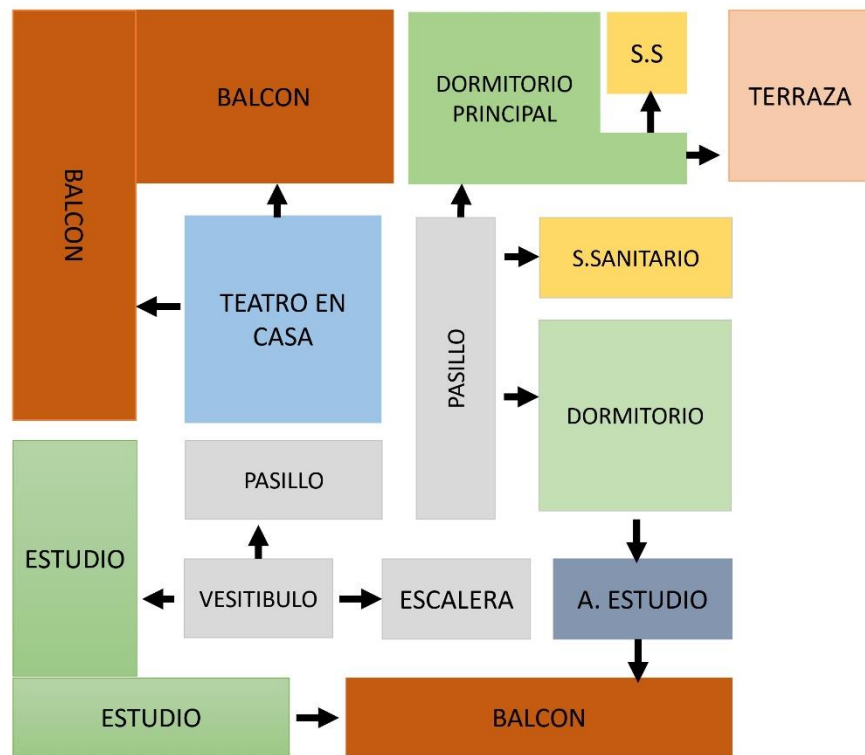 BALCON
DORMITORIO
PRINCIPAL
S.S
TERRAZA
BALCON
TEATRO EN
CASA
PASILLO
S.SANITARIO
DORMITORIO
PASILLO
ESTUDIO
VESITIBULO
ESCALERA
A. ESTUDIO
ESTUDIO
BALCON